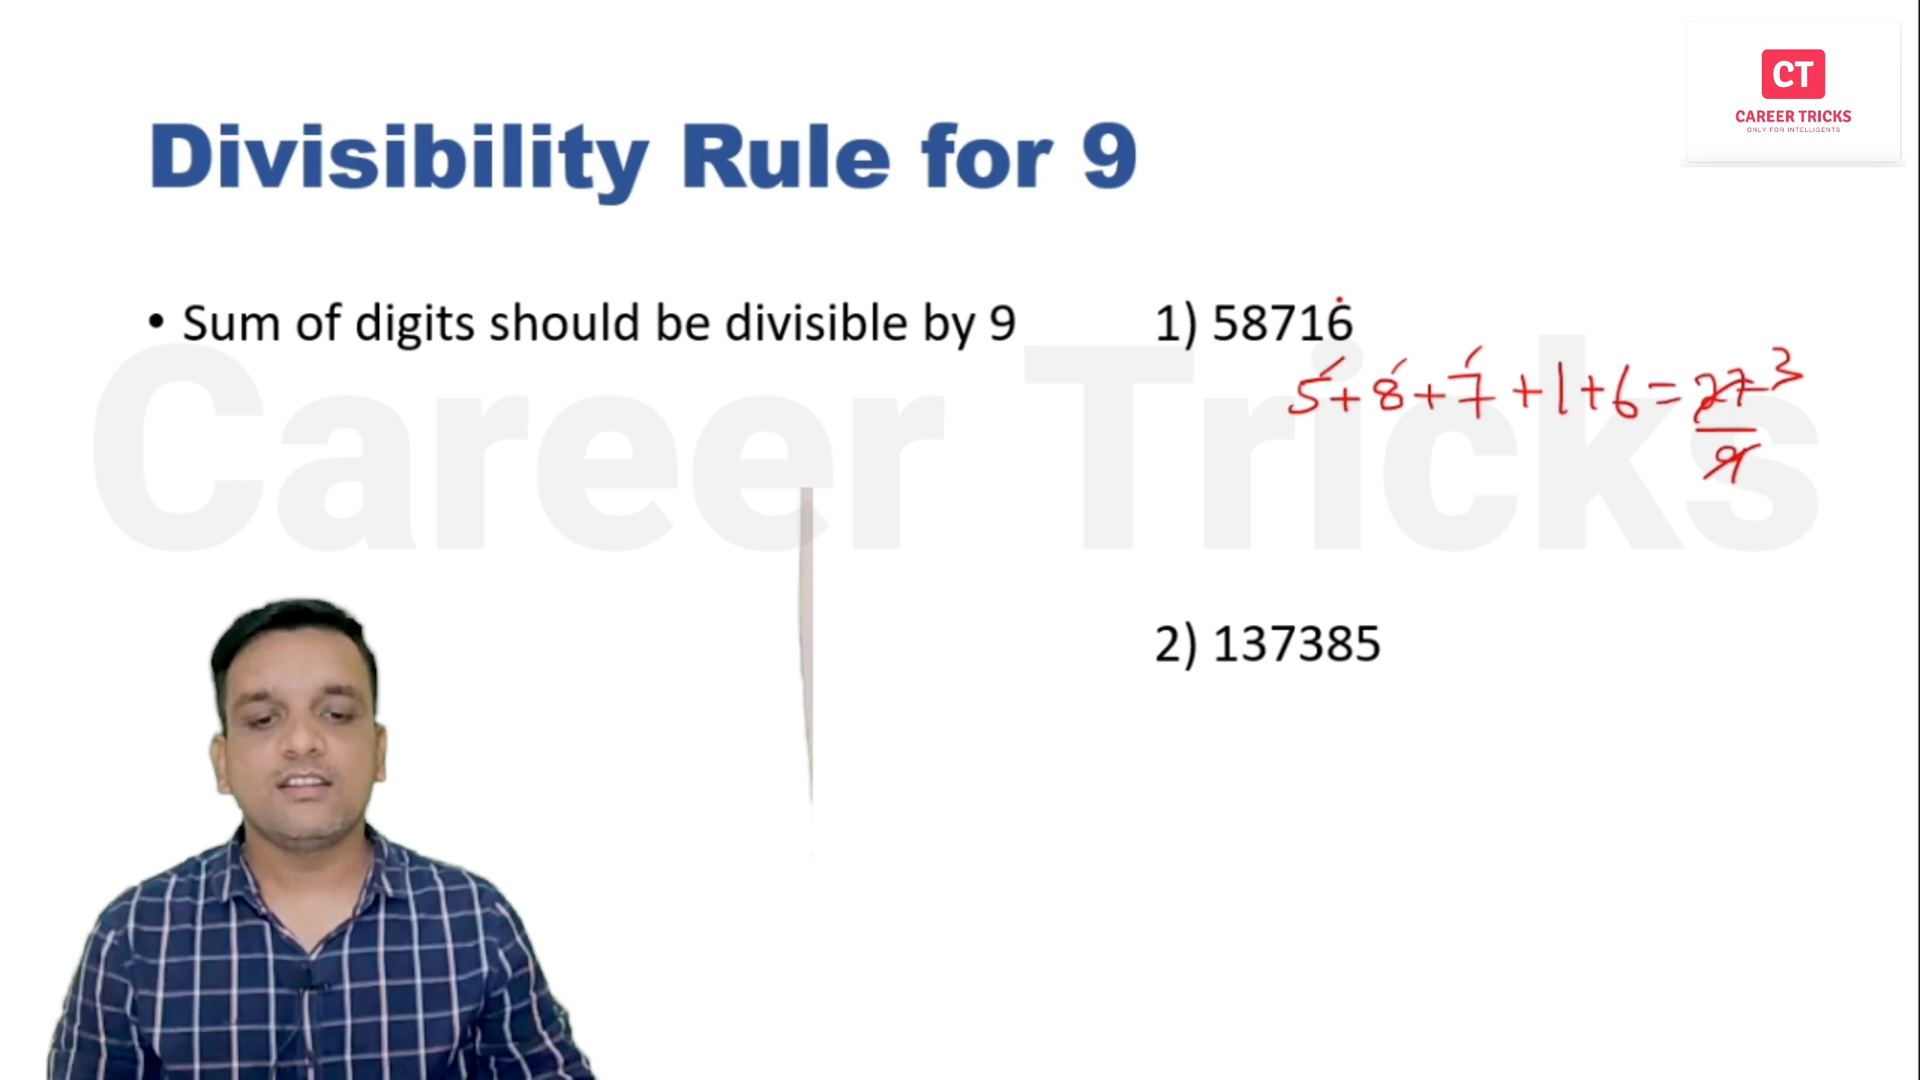 CT
CAREER TRICKS
ONLY FOR INTELLIGENTS
Divisibility Rule for 9
• Sum of digits should be divisible by 9
1) 58716
5+8+7+1+6=27 3
9
2) 137385
Career Tricks